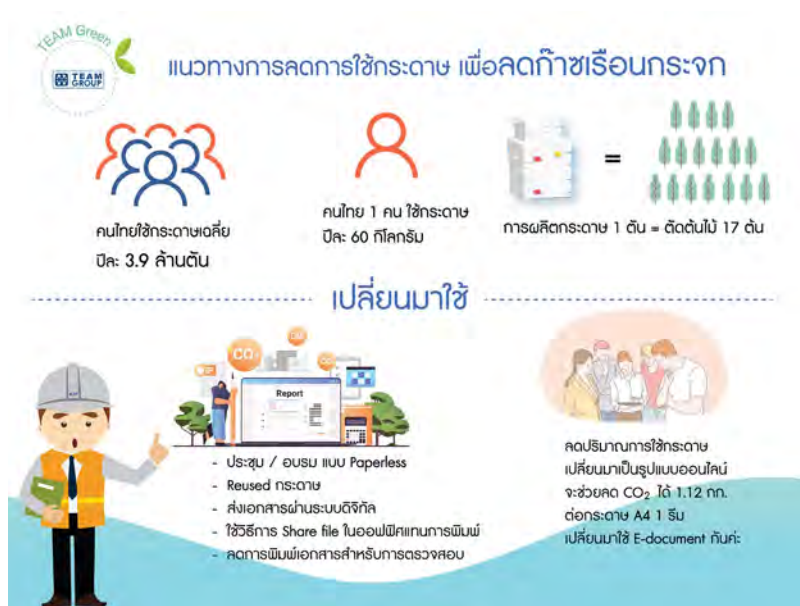 TEAM Green
TEAM
GROUP
แนวทางการลดการใช้กระดาษ เพื่อลดก๊าซเรือนกระจก
คนไทยใช้กระดาษเฉลี่ย
ปีละ 3.9 ล้านตัน
คนไทย 1 คน ใช้กระดาษ
ปีละ 60 กิโลกรัม
=
การผลิตกระดาษ 1 ตัน = ตัดต้นไม้ 17 ต้น
เปลี่ยนมาใช้
CO₂
Report
- ประชุม / อบรม แบบ Paperless
- Reused กระดาษ
- ส่งเอกสารผ่านระบบดิจิทัล
- ใช้วิธีการ Share file ในออฟฟิศแทนการพิมพ์
- ลดการพิมพ์เอกสารสำหรับการตรวจสอบ
ลดปริมาณการใช้กระดาษ
เปลี่ยนมาเป็นรูปแบบออนไลน์
จะช่วยลด CO₂ ได้ 1.12 กก.
ต่อกระดาษ A4 1 รีม
เปลี่ยนมาใช้ E-document กันค่ะ